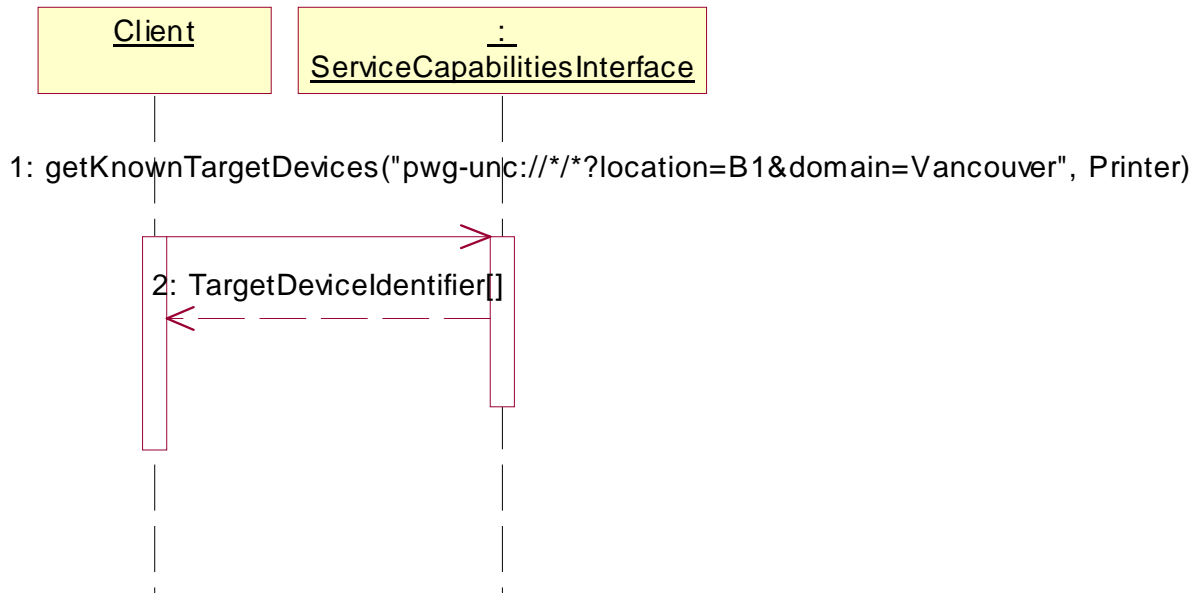 Client
:
ServiceCapabilitiesInterface
1: getKnownTargetDevices("pwg-unc://*/*?location=B1&domain=Vancouver", Printer)
2: TargetDeviceIdentifier[]